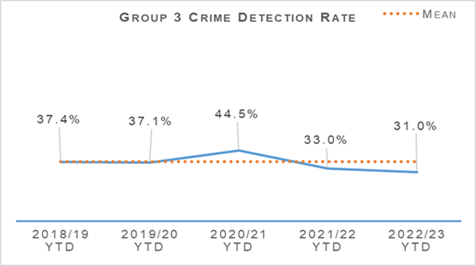 GROUP 3 CRIME DETECTION RATE
MEAN
37.4%
37.1%
44.5%
33.0%
31.0%
2018/19 YTD
2019/20 YTD
2020/21 YTD
2021/22 YTD
2022/23 YTD